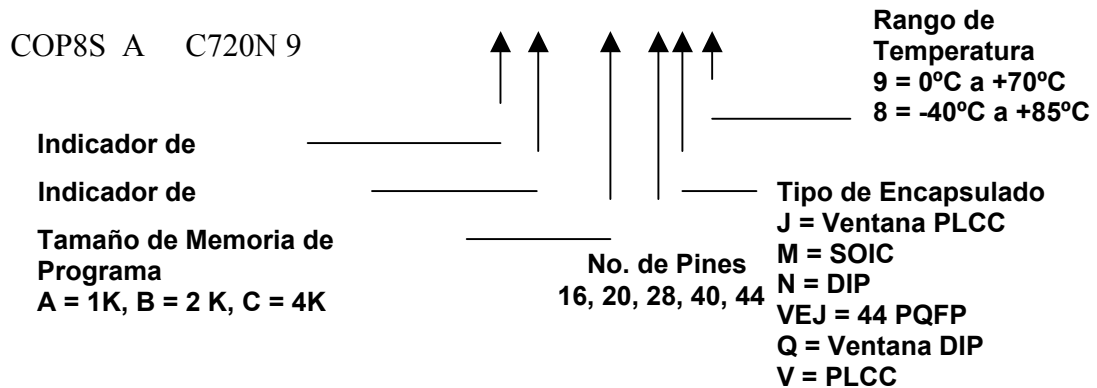 COP8S A C720N 9
Rango de
Temperatura
9 = 0ºC a +70ºC
8 = -40ºC a +85ºC
Indicador de
Indicador de
Tamaño de Memoria de
Programa
A = 1K, B = 2 K, C = 4K
No. de Pines
16, 20, 28, 40, 44
Tipo de Encapsulado
J = Ventana PLCC
M = SOIC
N = DIP
VEJ = 44 PQFP
Q = Ventana DIP
V = PLCC